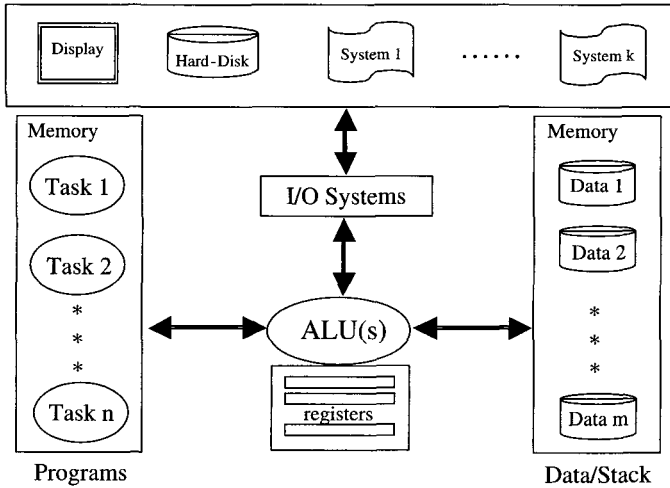 Display
Hard-Disk
System 1
......
System k
Memory
Task 1
Task 2
*
*
*
Task n
Programs
I/O Systems
ALU(s)
registers
Memory
Data 1
Data 2
*
*
*
Data m
Data/Stack